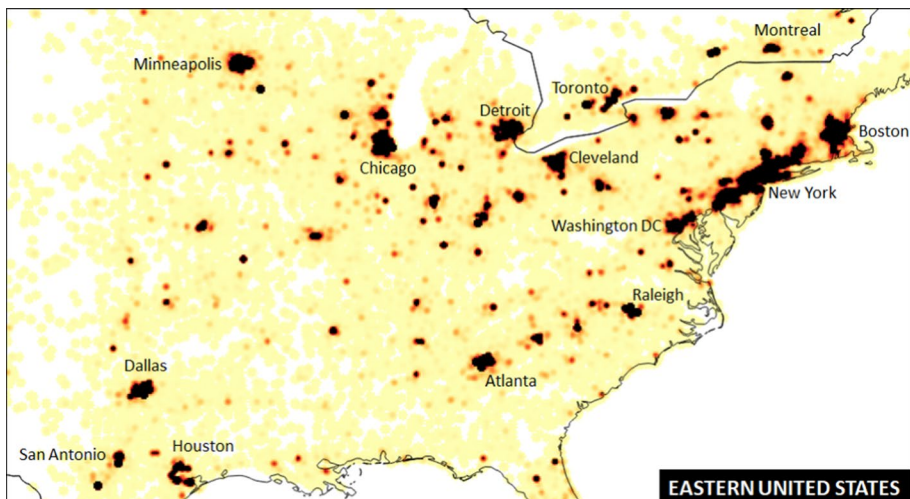 Montreal
Minneapolis
Toronto
Detroit
Boston
Cleveland
Chicago
New York
Washington DC
Raleigh
Dallas
Atlanta
Houston
San Antonio
EASTERN UNITED STATES